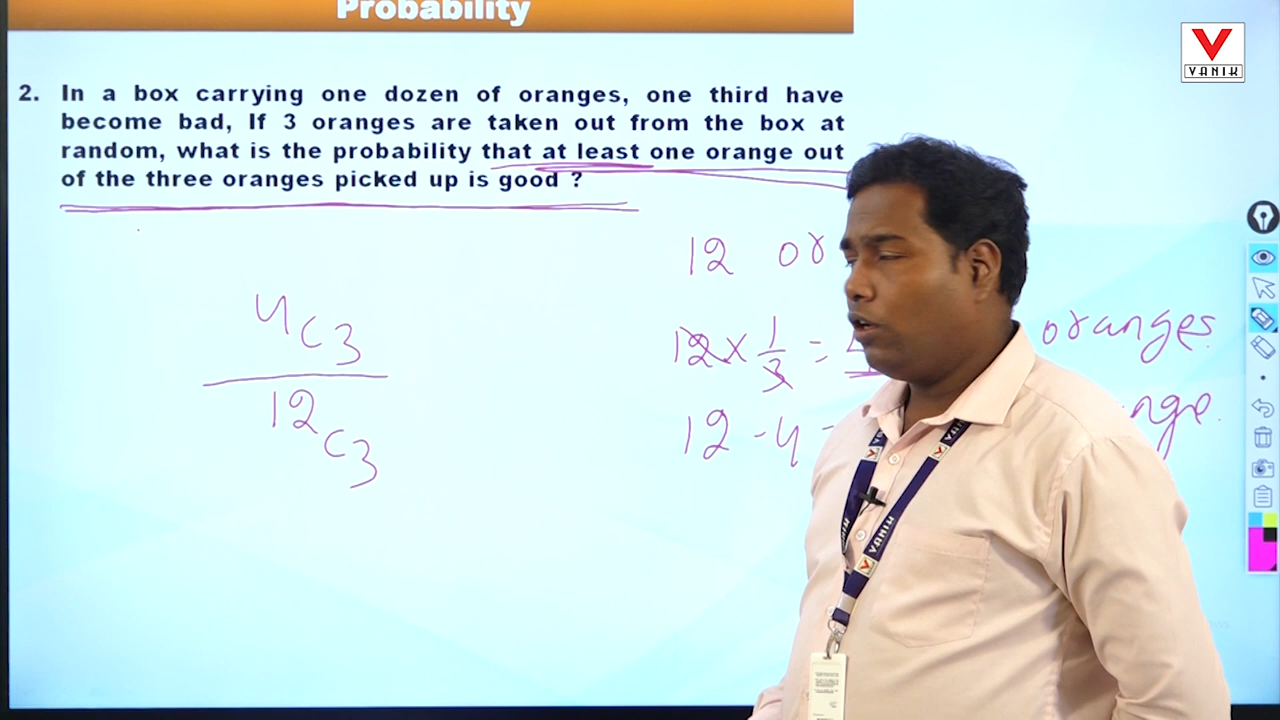 Probability
VANIK
2. In a box carrying one dozen of oranges, one third have
become bad, If 3 oranges are taken out from the box at
random, what is the probability that at least one orange out
of the three oranges picked up is good ?
12 or
4C3
12C3
12 x 1/3 = oranges.
12 - 4 = nge.
VANIK